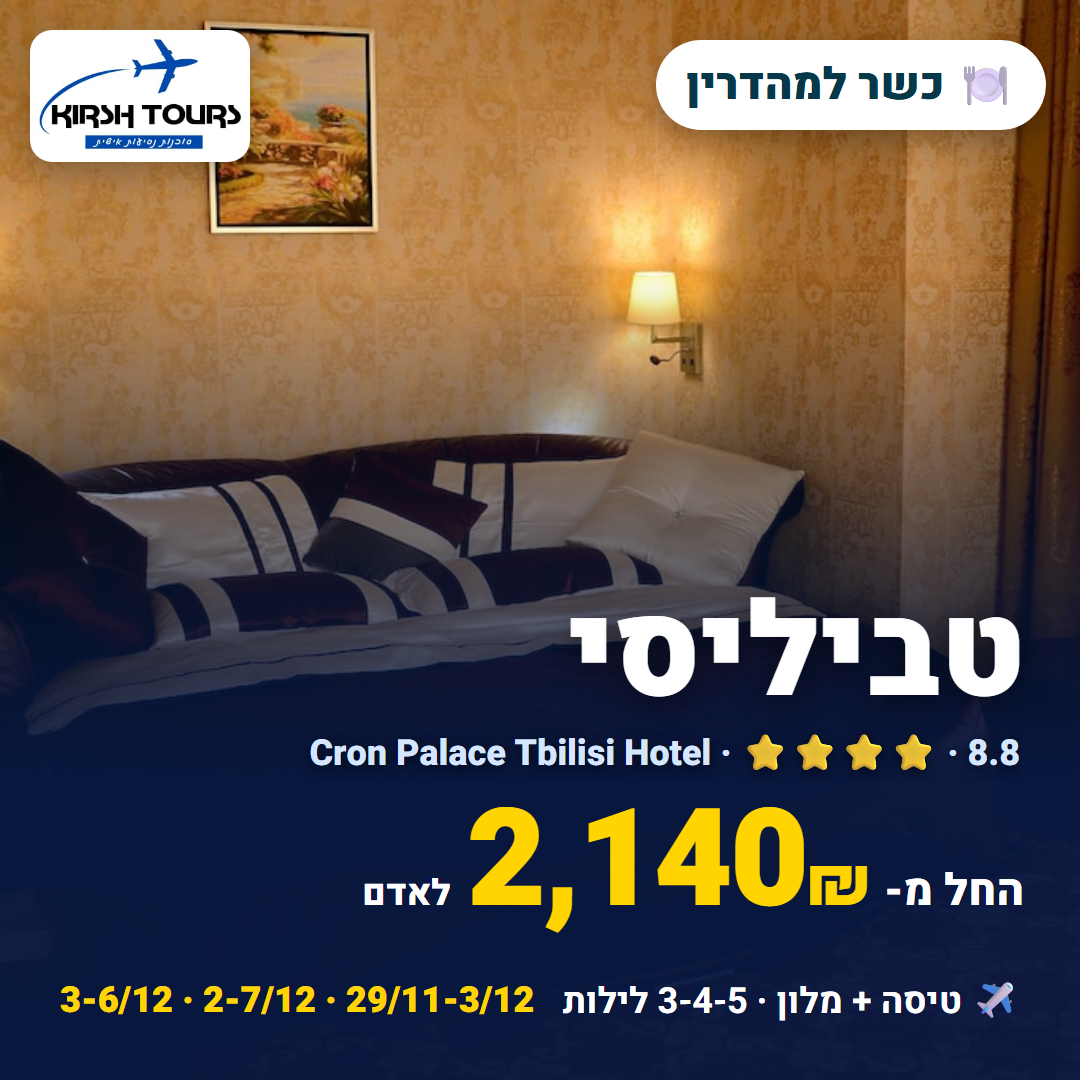 KIRSH TOURS
סוכנות נסיעות אישית
כשר למהדרין
טביליסי
8.8 · ⭐⭐⭐⭐ · Cron Palace Tbilisi Hotel
החל מ- ₪2,140 לאדם
טיסה + מלון · 3-4-5 לילות 29/11-3/12 · 2-7/12 · 3-6/12